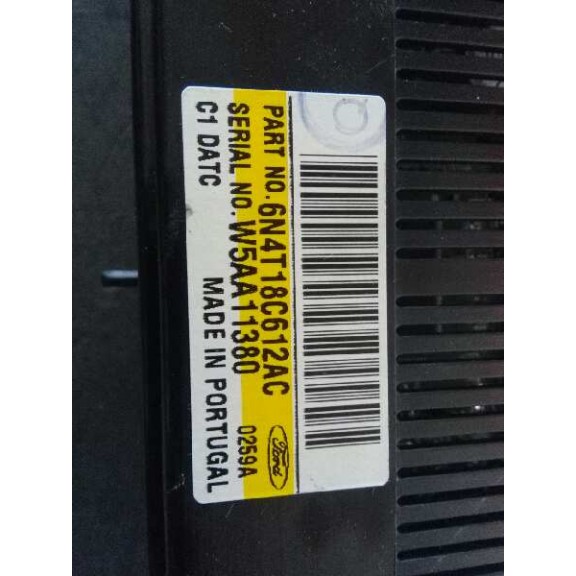 PART NO. 6N4T18C612AC
SERIAL NO. W5AA11380 0259A
C1 DATC MADE IN PORTUGAL
Ford